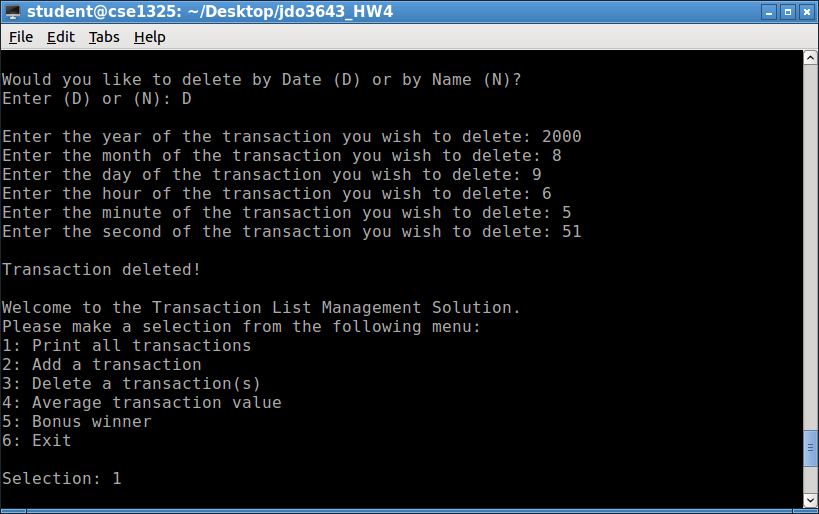 student@cse1325: ~/Desktop/jdo3643_HW4
File Edit Tabs Help
Would you like to delete by Date (D) or by Name (N)?
Enter (D) or (N): D
Enter the year of the transaction you wish to delete: 2000
Enter the month of the transaction you wish to delete: 8
Enter the day of the transaction you wish to delete: 9
Enter the hour of the transaction you wish to delete: 6
Enter the minute of the transaction you wish to delete: 5
Enter the second of the transaction you wish to delete: 51
Transaction deleted!
Welcome to the Transaction List Management Solution.
Please make a selection from the following menu:
1: Print all transactions
2: Add a transaction
3: Delete a transaction(s)
4: Average transaction value
5: Bonus winner
6: Exit
Selection: 1